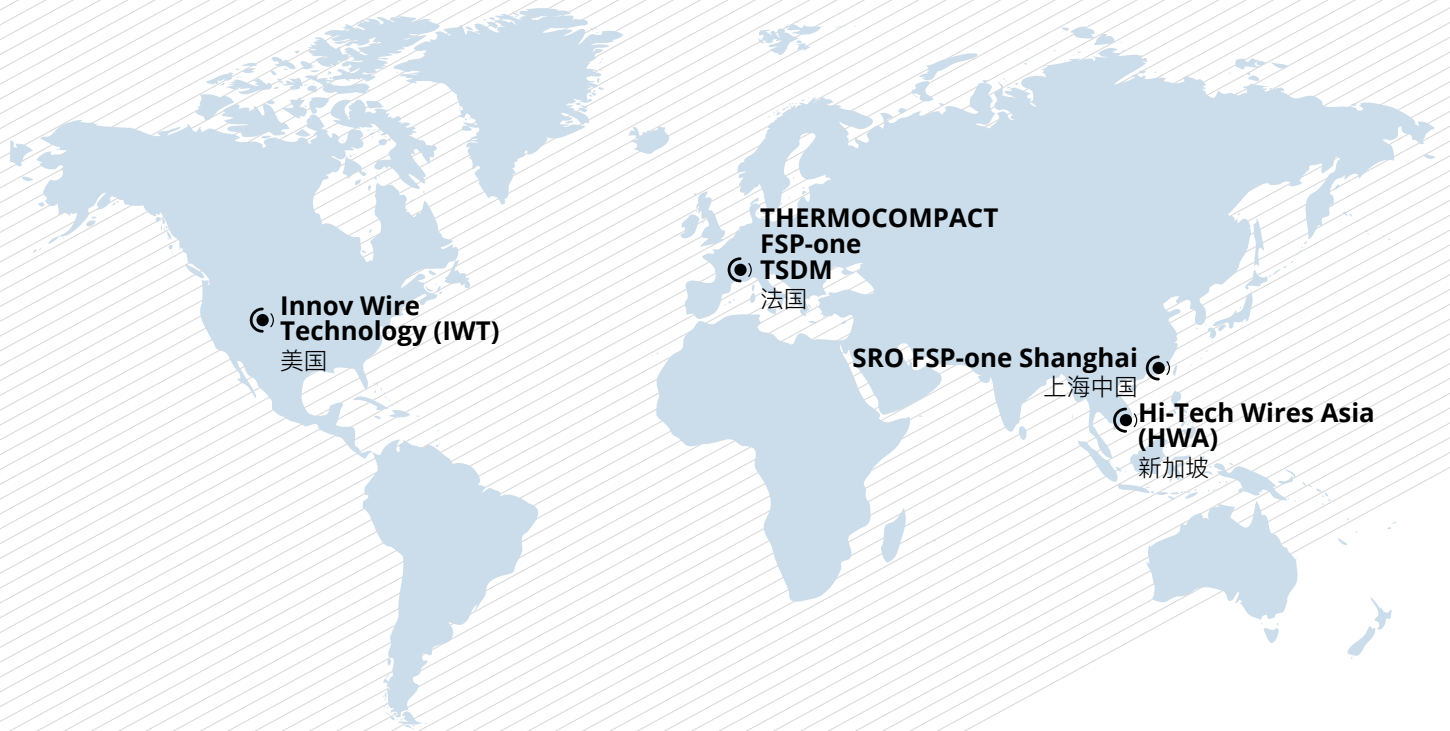 THERMOCOMPACT
FSP-one
TSDM
法国
Innov Wire
Technology (IWT)
美国
SRO FSP-one Shanghai
上海中国
Hi-Tech Wires Asia
(HWA)
新加坡